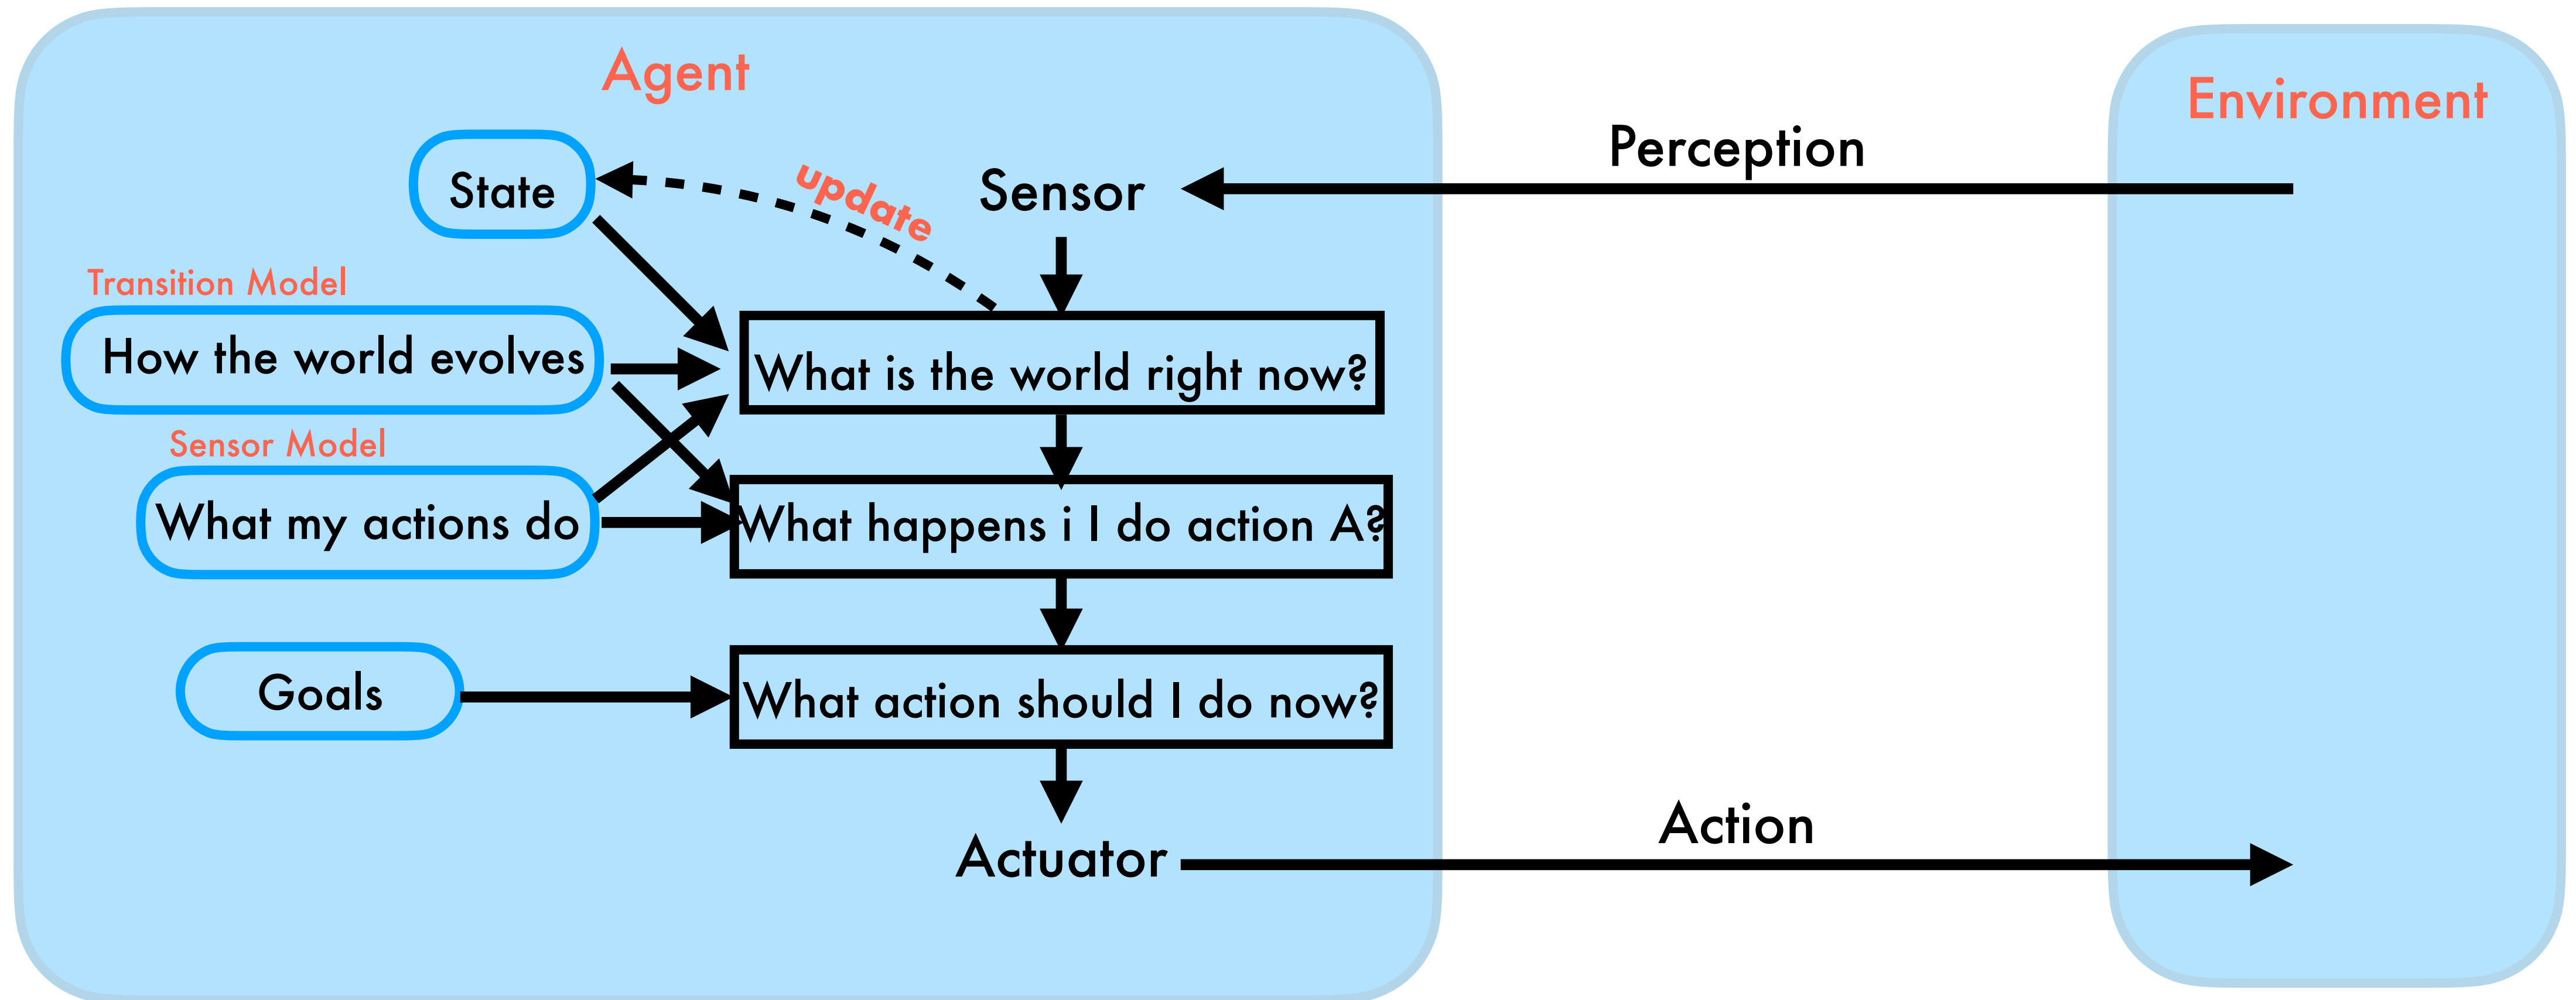 Agent
Environment
Perception
State
update
Sensor
Transition Model
How the world evolves
What is the world right now?
Sensor Model
What my actions do
What happens i I do action A?
Goals
What action should I do now?
Action
Actuator